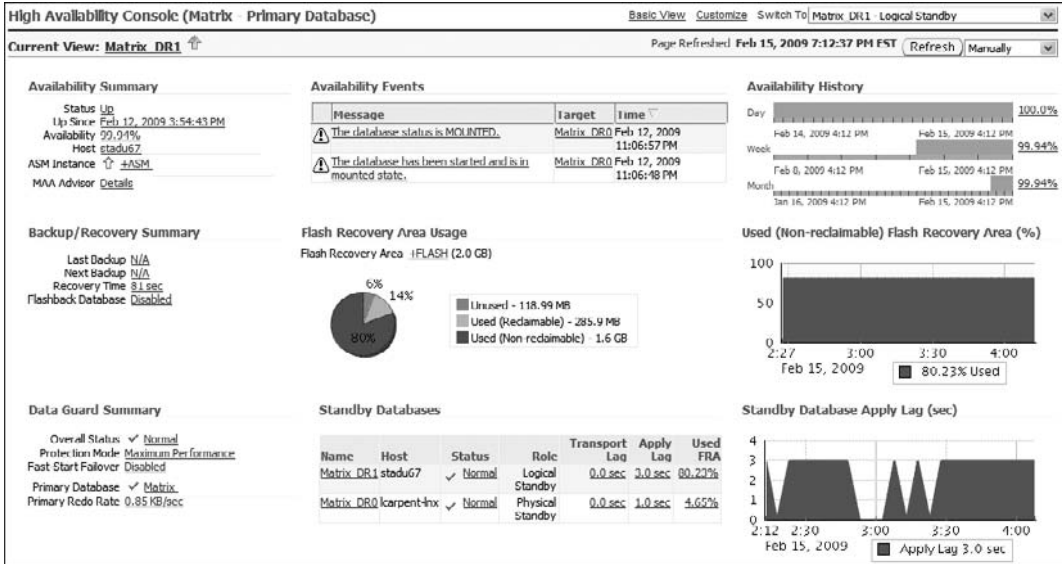 High Availability Console (Matrix - Primary Database)
Basic View Customize Switch To Matrix_DR1 - Logical Standby
Current View: Matrix_DR1
Page Refreshed Feb 15, 2009 7:12:37 PM EST Refresh Manually
Availability Summary
Status Up
Up Since Feb 12, 2009 3:54:43 PM
Availability 99.94%
Host stadu67
ASM Instance +ASM
MAA Advisor Details
Availability Events
Message Target Time
The database status is MOUNTED. Matrix_DR0 Feb 12, 2009
11:06:57 PM
The database has been started and is in Matrix_DR0 Feb 12, 2009
mounted state. 11:06:48 PM
Availability History
Day 100.0%
Feb 14, 2009 4:12 PM Feb 15, 2009 4:12 PM
Week 99.94%
Feb 8, 2009 4:12 PM Feb 15, 2009 4:12 PM
Month 99.94%
Jan 16, 2009 4:12 PM Feb 15, 2009 4:12 PM
Backup/Recovery Summary
Last Backup N/A
Next Backup N/A
Recovery Time 81 sec
Flashback Database Disabled
Flash Recovery Area Usage
Flash Recovery Area +FLASH (2.0 GB)
6%
14%
80%
Unused - 118.99 MB
Used (Reclaimable) - 285.9 MB
Used (Non-reclaimable) - 1.6 GB
Used (Non-reclaimable) Flash Recovery Area (%)
100
50
0
2:27 3:00 3:30 4:00
Feb 15, 2009
80.23% Used
Data Guard Summary
Overall Status Normal
Protection Mode Maximum Performance
Fast Start Failover Disabled
Primary Database Matrix
Primary Redo Rate 0.85 KB/sec
Standby Databases
Transport Apply Used
Name Host Status Role Lag Lag FRA
Matrix_DR1 stadu67 Normal Logical 0.0 sec 3.0 sec 80.23%
Standby
Matrix_DR0 lcarpent-lnx Normal Physical 0.0 sec 1.0 sec 4.65%
Standby
Standby Database Apply Lag (sec)
4
3
2
1
0
2:12 2:30 3:00 3:30 4:00
Feb 15, 2009
Apply Lag 3.0 sec